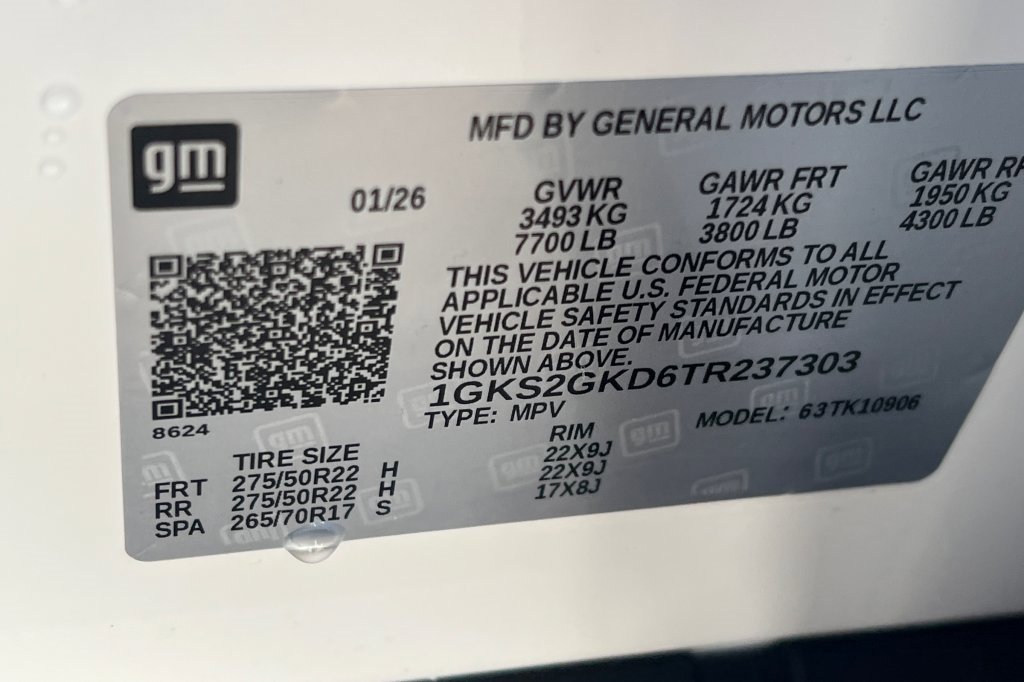 gm
MFD BY GENERAL MOTORS LLC
01/26
GVWR GAWR FRT GAWR
3493 KG 1724 KG 1950 KG
7700 LB 3800 LB 4300 LB
THIS VEHICLE CONFORMS TO ALL
APPLICABLE U.S. FEDERAL MOTOR
VEHICLE SAFETY STANDARDS IN EFFECT
ON THE DATE OF MANUFACTURE
SHOWN ABOVE.
1GKS2GKD6TR237303
TYPE: MPV MODEL: 63TK10906
8624
TIRE SIZE RIM
FRT 275/50R22 H 22X9J
RR 275/50R22 H 22X9J
SPA 265/70R17 S 17X8J